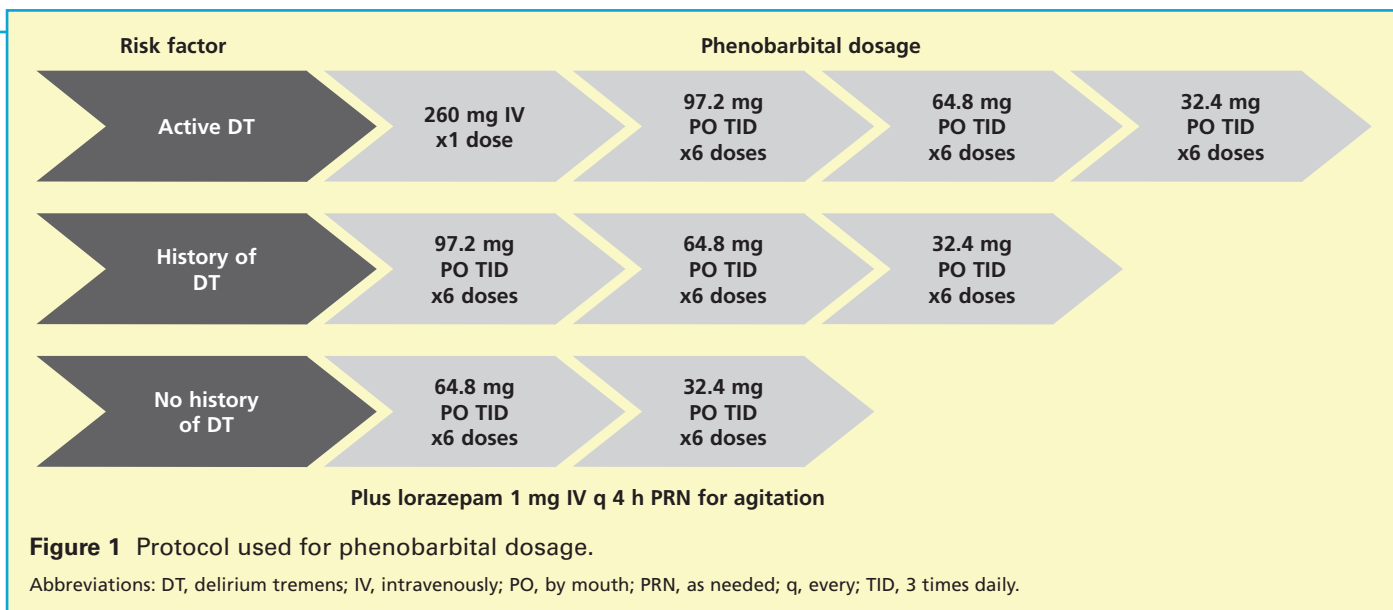 Risk factor
Phenobarbital dosage
Active DT
260 mg IV
x1 dose
97.2 mg
PO TID
x6 doses
64.8 mg
PO TID
x6 doses
32.4 mg
PO TID
x6 doses
History of
DT
97.2 mg
PO TID
x6 doses
64.8 mg
PO TID
x6 doses
32.4 mg
PO TID
x6 doses
No history
of DT
64.8 mg
PO TID
x6 doses
32.4 mg
PO TID
x6 doses
Plus lorazepam 1 mg IV q 4 h PRN for agitation
Figure 1 Protocol used for phenobarbital dosage.
Abbreviations: DT, delirium tremens; IV, intravenously; PO, by mouth; PRN, as needed; q, every; TID, 3 times daily.